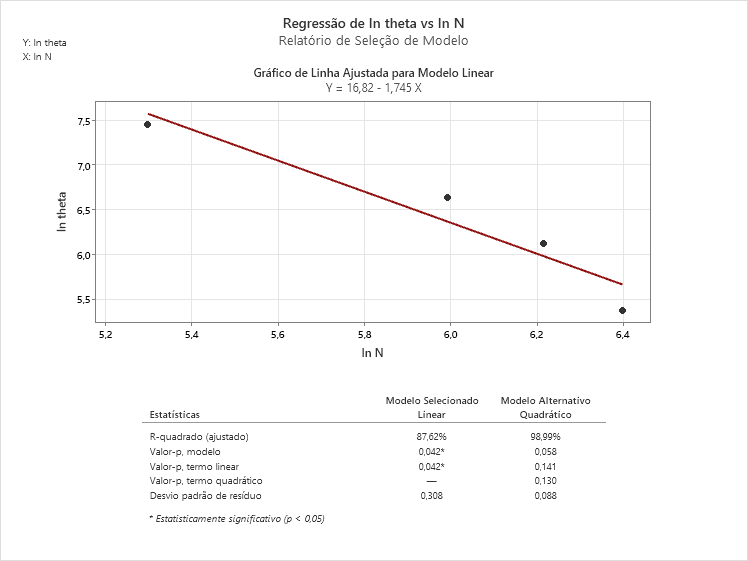 Regressão de ln theta vs ln N
Relatório de Seleção de Modelo
Y: ln theta
X: ln N
Gráfico de Linha Ajustada para Modelo Linear
Y = 16,82 - 1,745 X
7,5
7,0
6,5
6,0
5,5
ln theta
5,2 5,4 5,6 5,8 6,0 6,2 6,4
ln N
Modelo Selecionado Modelo Alternativo
Estatísticas Linear Quadrático
R-quadrado (ajustado) 87,62% 98,99%
Valor-p, modelo 0,042* 0,058
Valor-p, termo linear 0,042* 0,141
Valor-p, termo quadrático — 0,130
Desvio padrão de resíduo 0,308 0,088
* Estatisticamente significativo (p < 0,05)